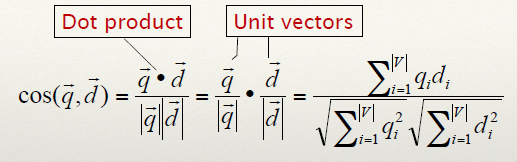 Dot product Unit vectors
cos(q⃗,d⃗) = q⃗ • d⃗ / |q⃗||d⃗| = q⃗ / |q⃗| • d⃗ / |d⃗| = ∑_{i=1}^{|V|} q_i d_i / √(∑_{i=1}^{|V|} q_i^2) √(∑_{i=1}^{|V|} d_i^2)